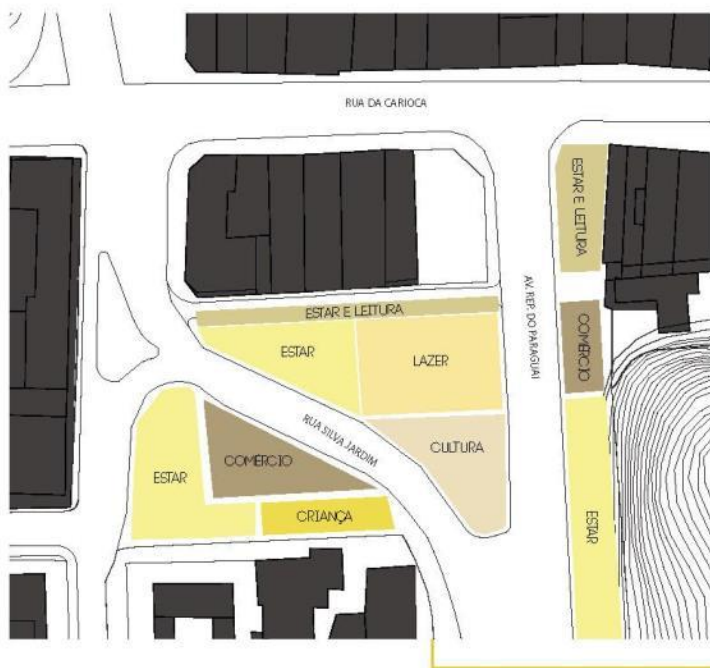 RUA DA CARIOCA
ESTAR E LEITURA
AV. REP. DO PARAGUAI
ESTAR E LEITURA
COMÉRCIO
ESTAR
LAZER
RUA SILVA JARDIM
CULTURA
COMÉRCIO
ESTAR
CRIANÇA
ESTAR